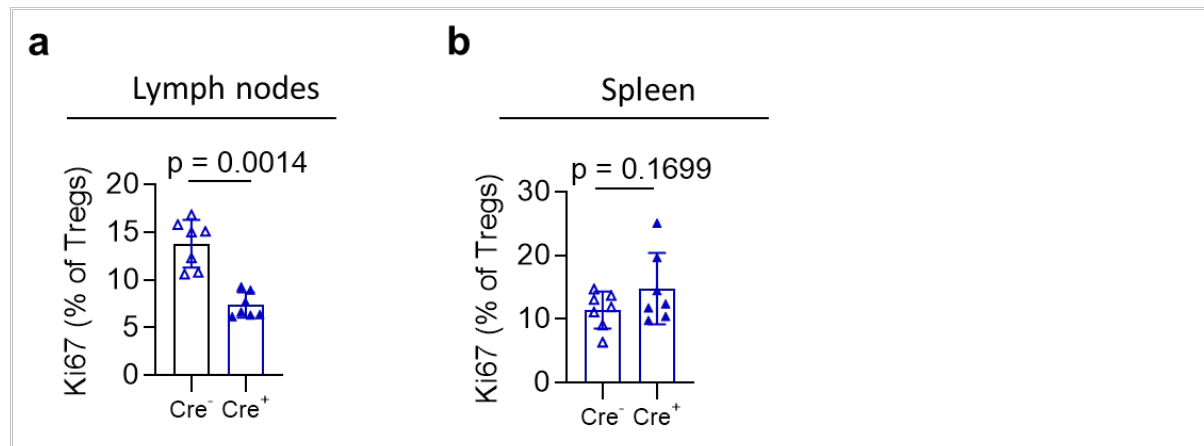 a
Lymph nodes
p = 0.0014
Ki67 (% of Tregs)
20
15
10
5
0
Cre⁻ Cre⁺
b
Spleen
p = 0.1699
Ki67 (% of Tregs)
30
20
10
0
Cre⁻ Cre⁺